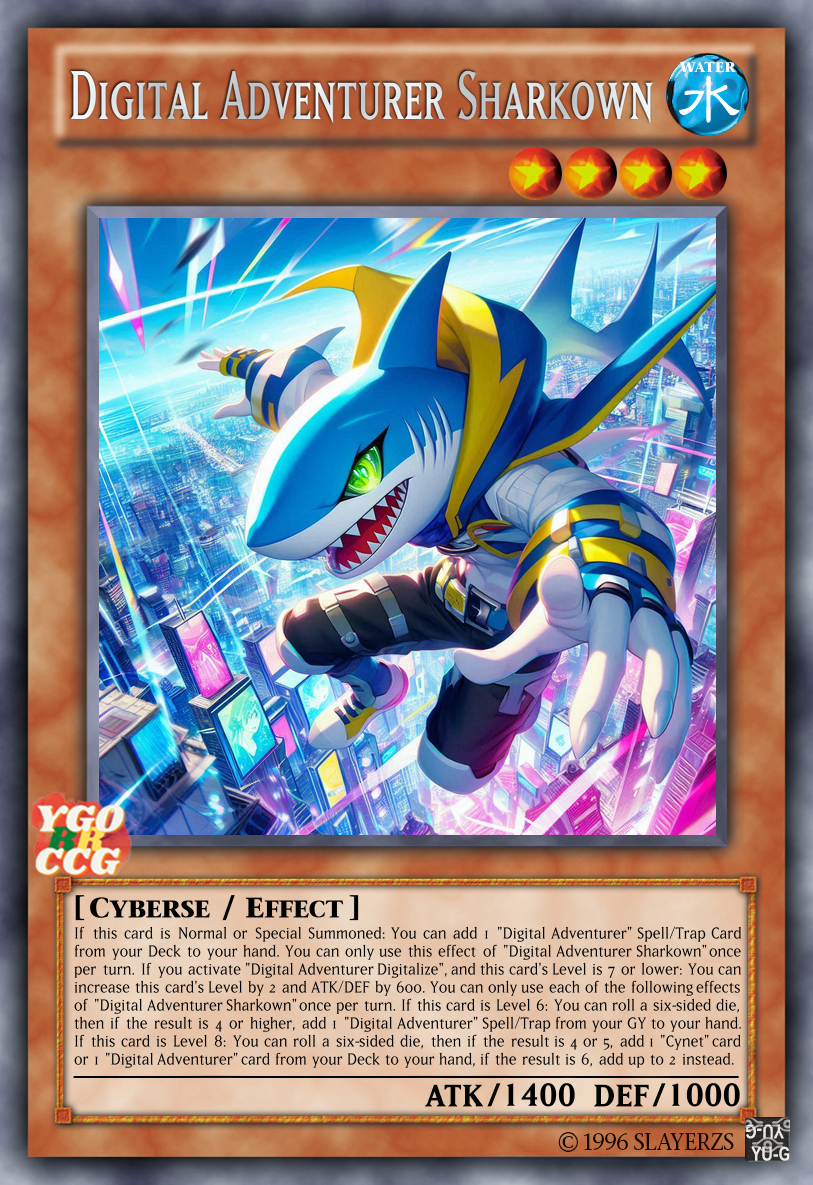 DIGITAL ADVENTURER SHARKOWN
WATER
水
YGO
BR
CCG
[ CYBERSE / EFFECT ]
If this card is Normal or Special Summoned: You can add 1 "Digital Adventurer" Spell/Trap Card
from your Deck to your hand. You can only use this effect of "Digital Adventurer Sharkown" once
per turn. If you activate "Digital Adventurer Digitalize", and this card's Level is 7 or lower: You can
increase this card's Level by 2 and ATK/DEF by 600. You can only use each of the following effects
of "Digital Adventurer Sharkown" once per turn. If this card is Level 6: You can roll a six-sided die,
then if the result is 4 or higher, add 1 "Digital Adventurer" Spell/Trap from your GY to your hand.
If this card is Level 8: You can roll a six-sided die, then if the result is 4 or 5, add 1 "Cynet" card
or 1 "Digital Adventurer" card from your Deck to your hand, if the result is 6, add up to 2 instead.
ATK/1400 DEF/1000
© 1996 SLAYERZS
YU-G
YU-G